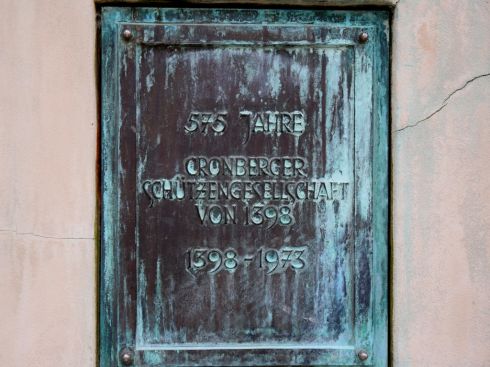 575 JAHRE
CRONBERGER
SCHÜTZENGESELLSCHAFT
VON 1398
1398-1973